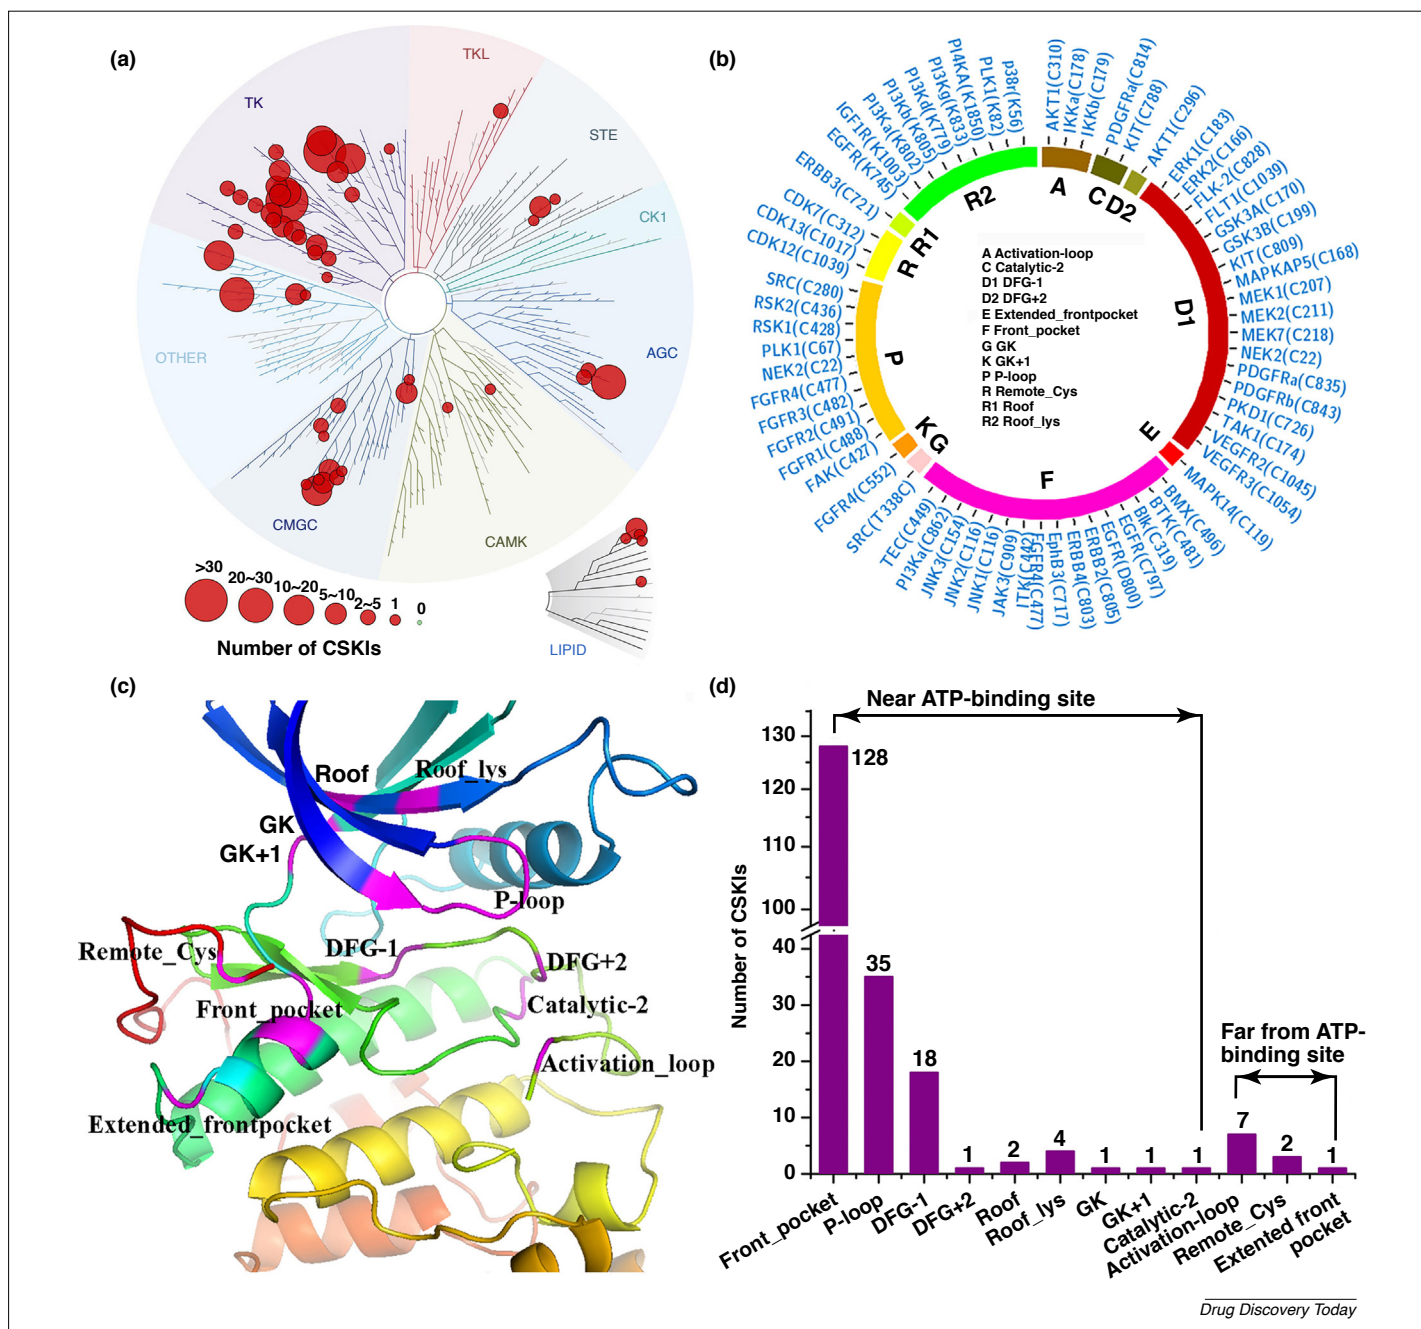 (a)
TKL
TK
STE
CK1
OTHER
AGC
CMGC
CAMK
>30
20~30
10~20
5~10
2~5
1
0
Number of CSKIs
LIPID
(b)
AKT1(C310)
IKKa(C178)
IKKb(C179)
PDGFRa(C814)
KIT(C788)
AKT1(C296)
ERK1(C183)
ERK2(C166)
FLK-2(C828)
FLT1(C1039)
GSK3A(C170)
GSK3B(C199)
KIT(C809)
MAPKAP5(C168)
MEK1(C207)
MEK2(C211)
MEK7(C218)
NEK2(C22)
PDGFRa(C835)
PDGFRb(C843)
PKD1(C726)
TAK1(C174)
VEGFR2(C1045)
VEGFR3(C1054)
MAPK14(C119)
BMX(C496)
BTK(C481)
Blk(C319)
EGFR(C797)
EGFR(D800)
ERBB2(C805)
ERBB4(C803)
EphB3(C717)
FGFR4(C477)
ITK(C442)
JAK3(C909)
JNK1(C116)
JNK2(C116)
JNK3(C154)
PI3Ka(C862)
TEC(C449)
SRC(T338C)
FGFR4(C552)
FAK(C427)
FGFR1(C488)
FGFR2(C491)
FGFR3(C482)
FGFR4(C477)
NEK2(C22)
PLK1(C67)
RSK1(C428)
RSK2(C436)
SRC(C280)
CDK12(C1039)
CDK13(C1017)
CDK7(C312)
ERBB3(C721)
EGFR(K745)
IGF1R(K1003)
PI3Ka(K802)
PI3Kb(K805)
PI3Kd(K779)
PI3Kg(K833)
PI4KA(K1850)
PLK1(K82)
p38r(K56)
A
C
D2
D1
E
F
G
K
P
R
R1
R2
A Activation-loop
C Catalytic-2
D1 DFG-1
D2 DFG+2
E Extended_frontpocket
F Front_pocket
G GK
K GK+1
P P-loop
R Remote_Cys
R1 Roof
R2 Roof_lys
(c)
Roof
Roof_lys
GK
GK+1
P-loop
Remote_Cys
DFG-1
DFG+2
Front_pocket
Catalytic-2
Activation_loop
Extended_frontpocket
(d)
Near ATP-binding site
Far from ATP-
binding site
Number of CSKIs
130
120
110
100
40
30
20
10
0
128
35
18
1
2
4
1
1
1
7
2
1
Front_pocket
P-loop
DFG-1
DFG+2
Roof
Roof_lys
GK
GK+1
Catalytic-2
Activation-loop
Remote_Cys
Extented front
pocket
Drug Discovery Today